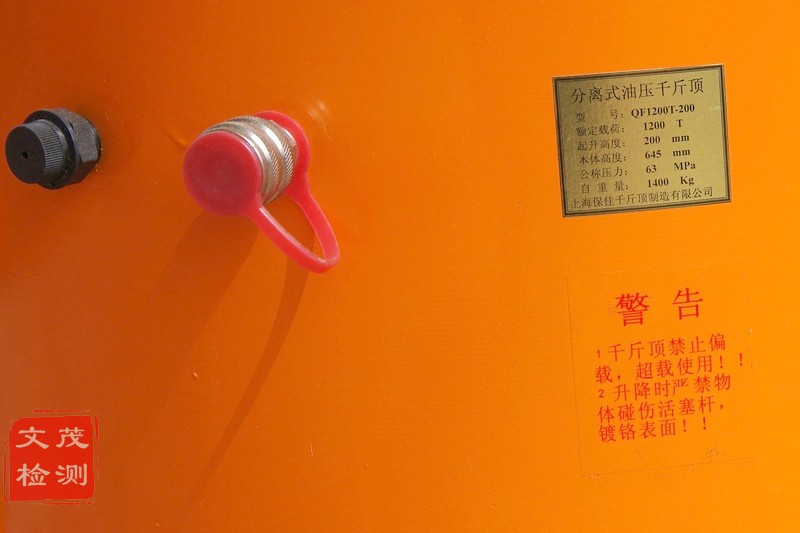 分离式油压千斤顶
型 号: QF1200T-200
额定载荷: 1200 T
起升高度: 200 mm
本体高度: 645 mm
公称压力: 63 MPa
自 重 量: 1400 Kg
上海保佳千斤顶制造有限公司
警 告
1 千斤顶禁止偏
载，超载使用！！
2 升降时严禁物
体碰伤活塞杆，
镀铬表面！！
文茂
检测